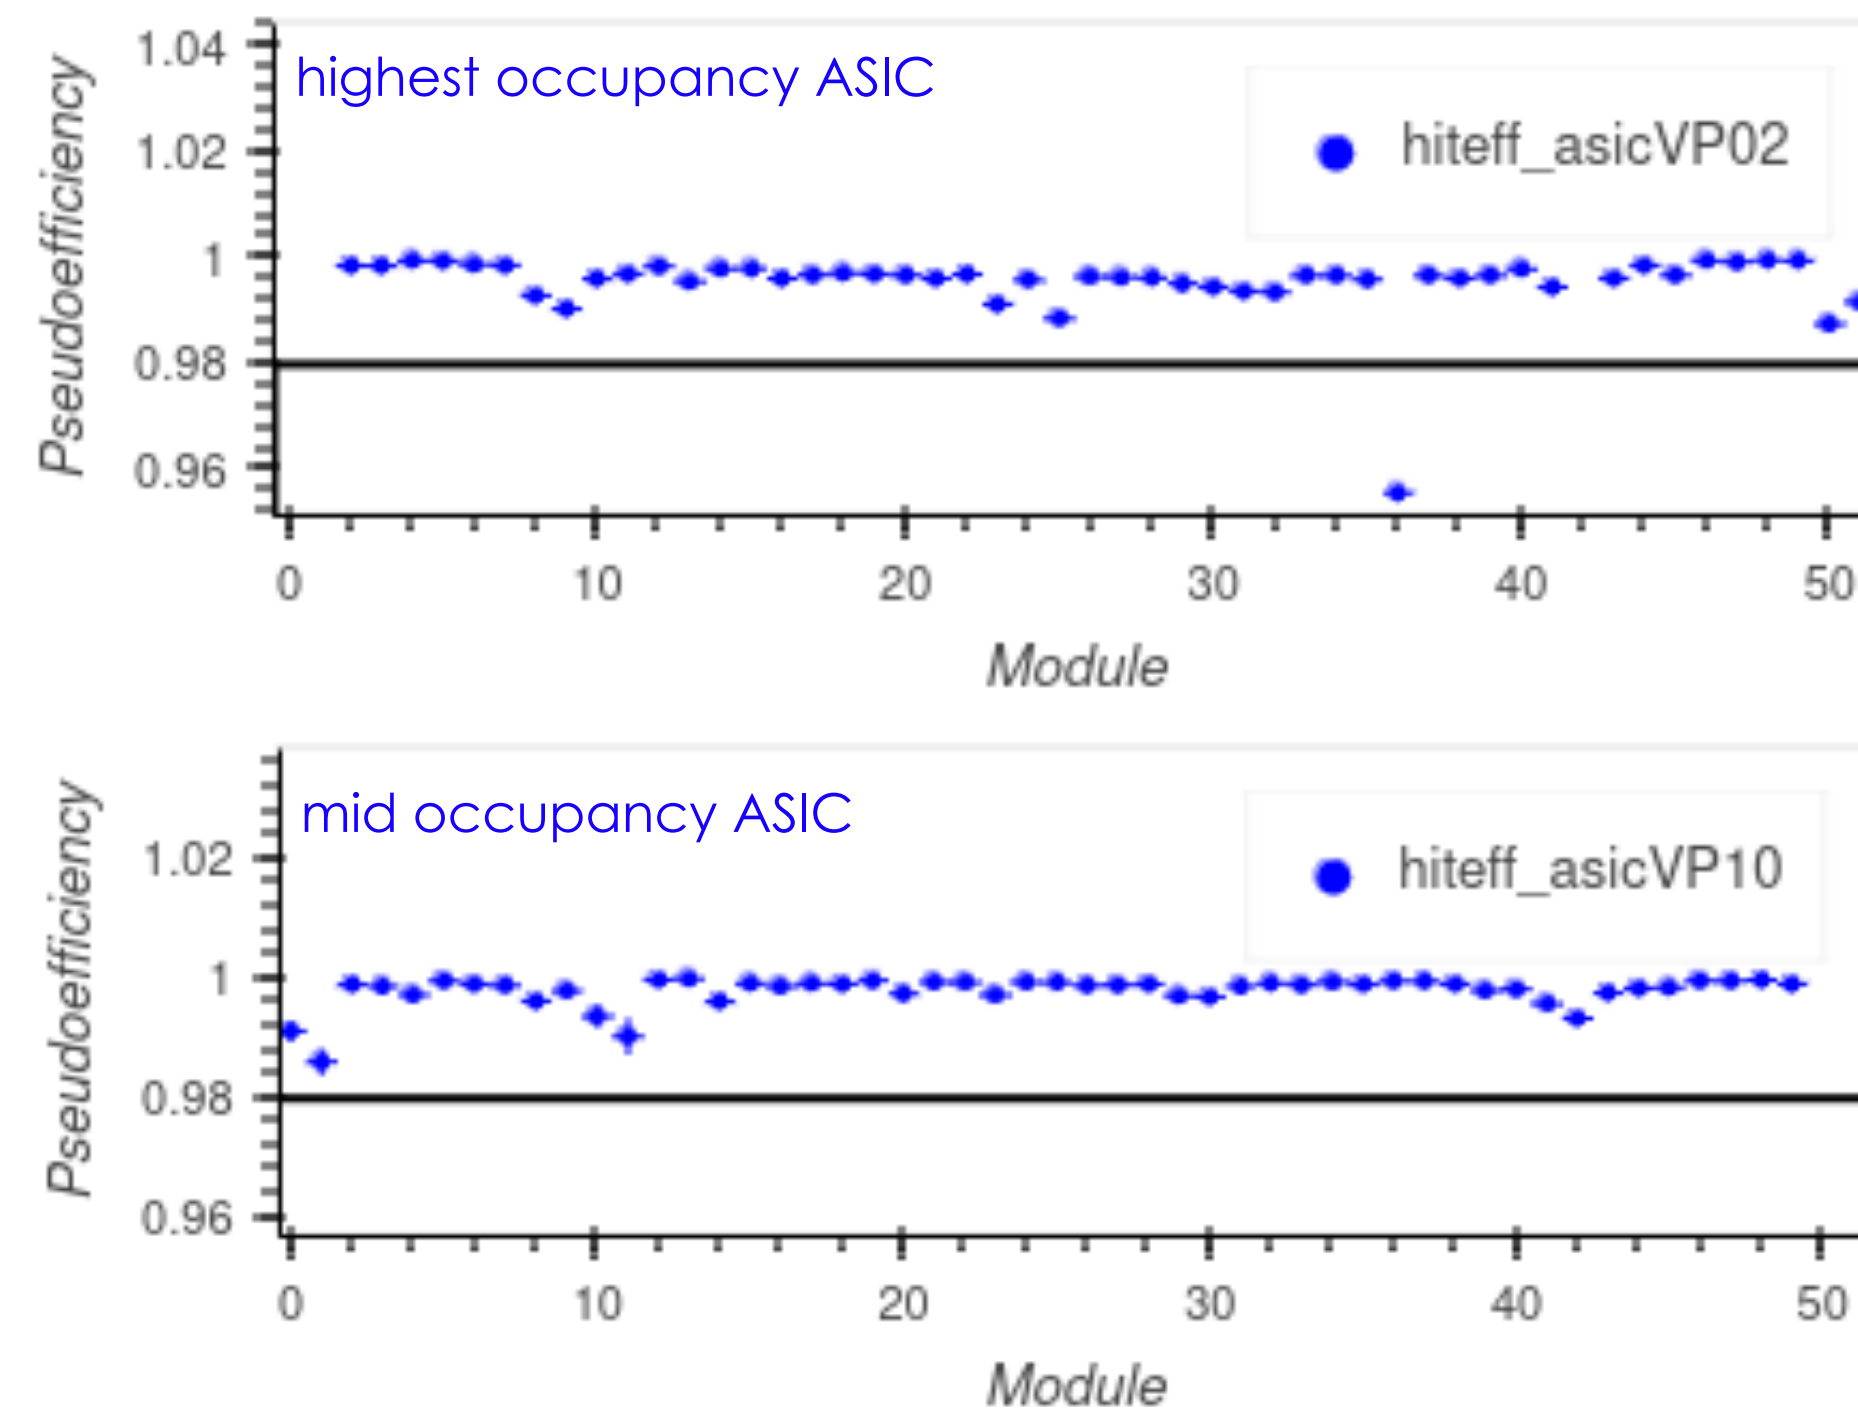 highest occupancy ASIC
hiteff_asicVP02
Pseudoefficiency
1.04
1.02
1
0.98
0.96
0 10 20 30 40 50
Module
mid occupancy ASIC
hiteff_asicVP10
Pseudoefficiency
1.02
1
0.98
0.96
0 10 20 30 40 50
Module